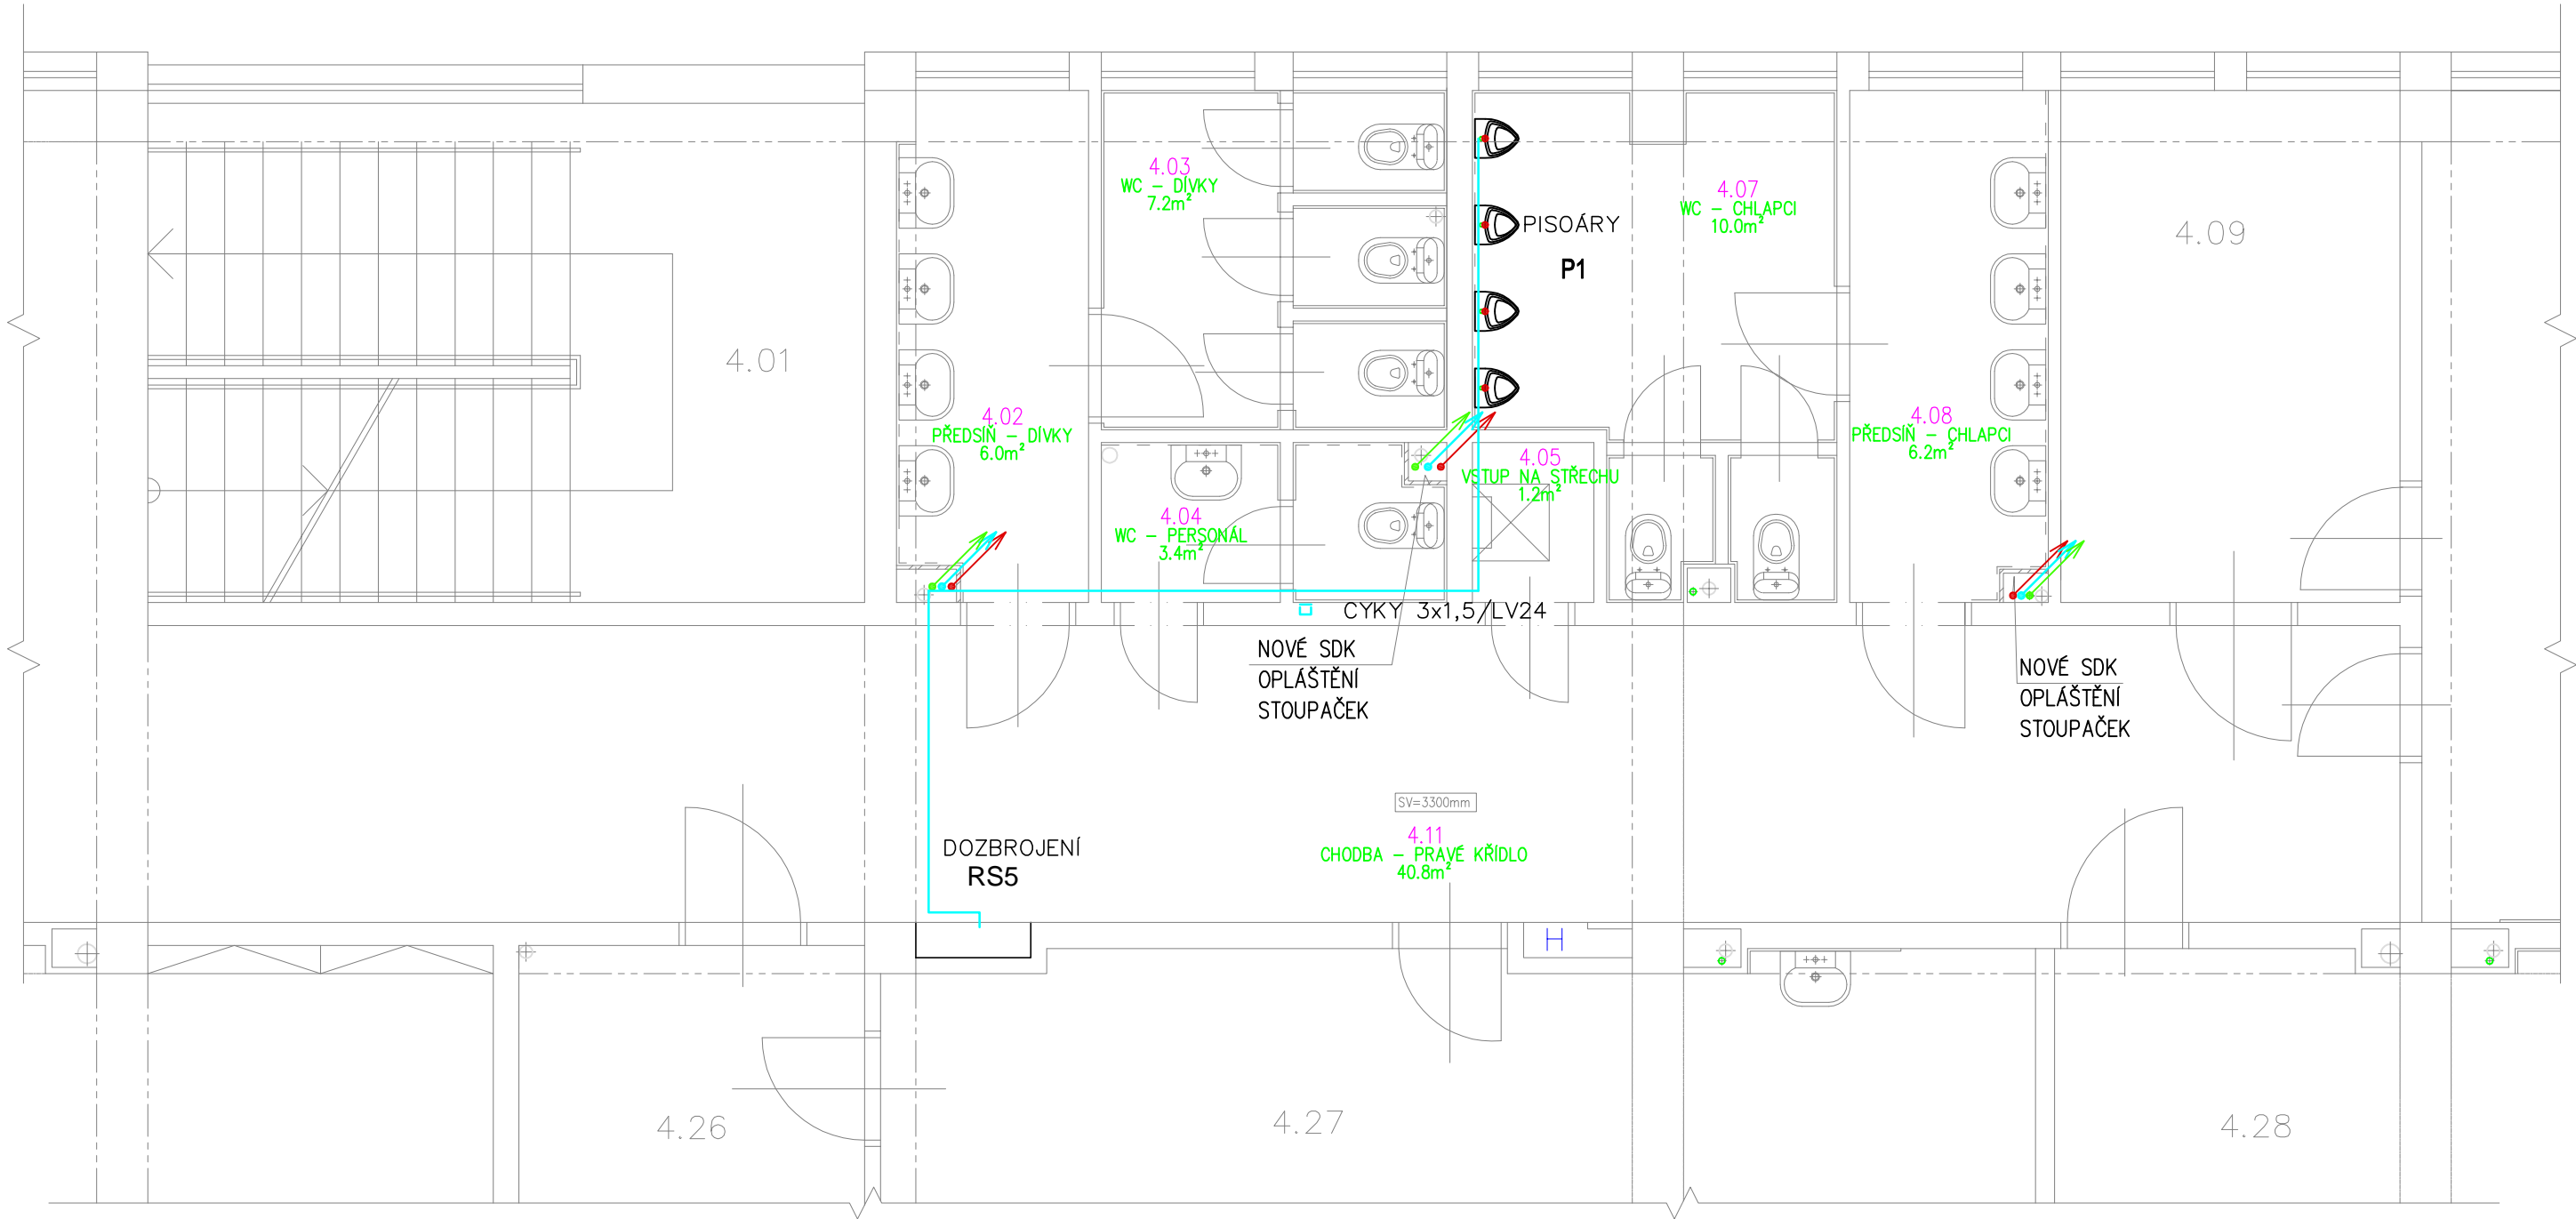 4.03
WC – DÍVKY
7.2m²
4.07
WC – CHLAPCI
10.0m²
PISOÁRY
P1
4.09
4.01
4.02
PŘEDSÍŇ – DÍVKY
6.0m²
4.08
PŘEDSÍŇ – CHLAPCI
6.2m²
4.05
VSTUP NA STŘECHU
1.2m²
4.04
WC – PERSONÁL
3.4m²
CYKY 3x1,5/LV24
NOVÉ SDK
OPLÁŠTĚNÍ
STOUPAČEK
NOVÉ SDK
OPLÁŠTĚNÍ
STOUPAČEK
SV=3300mm
4.11
CHODBA – PRAVÉ KŘÍDLO
40.8m²
DOZBROJENÍ
RS5
H
4.26
4.27
4.28